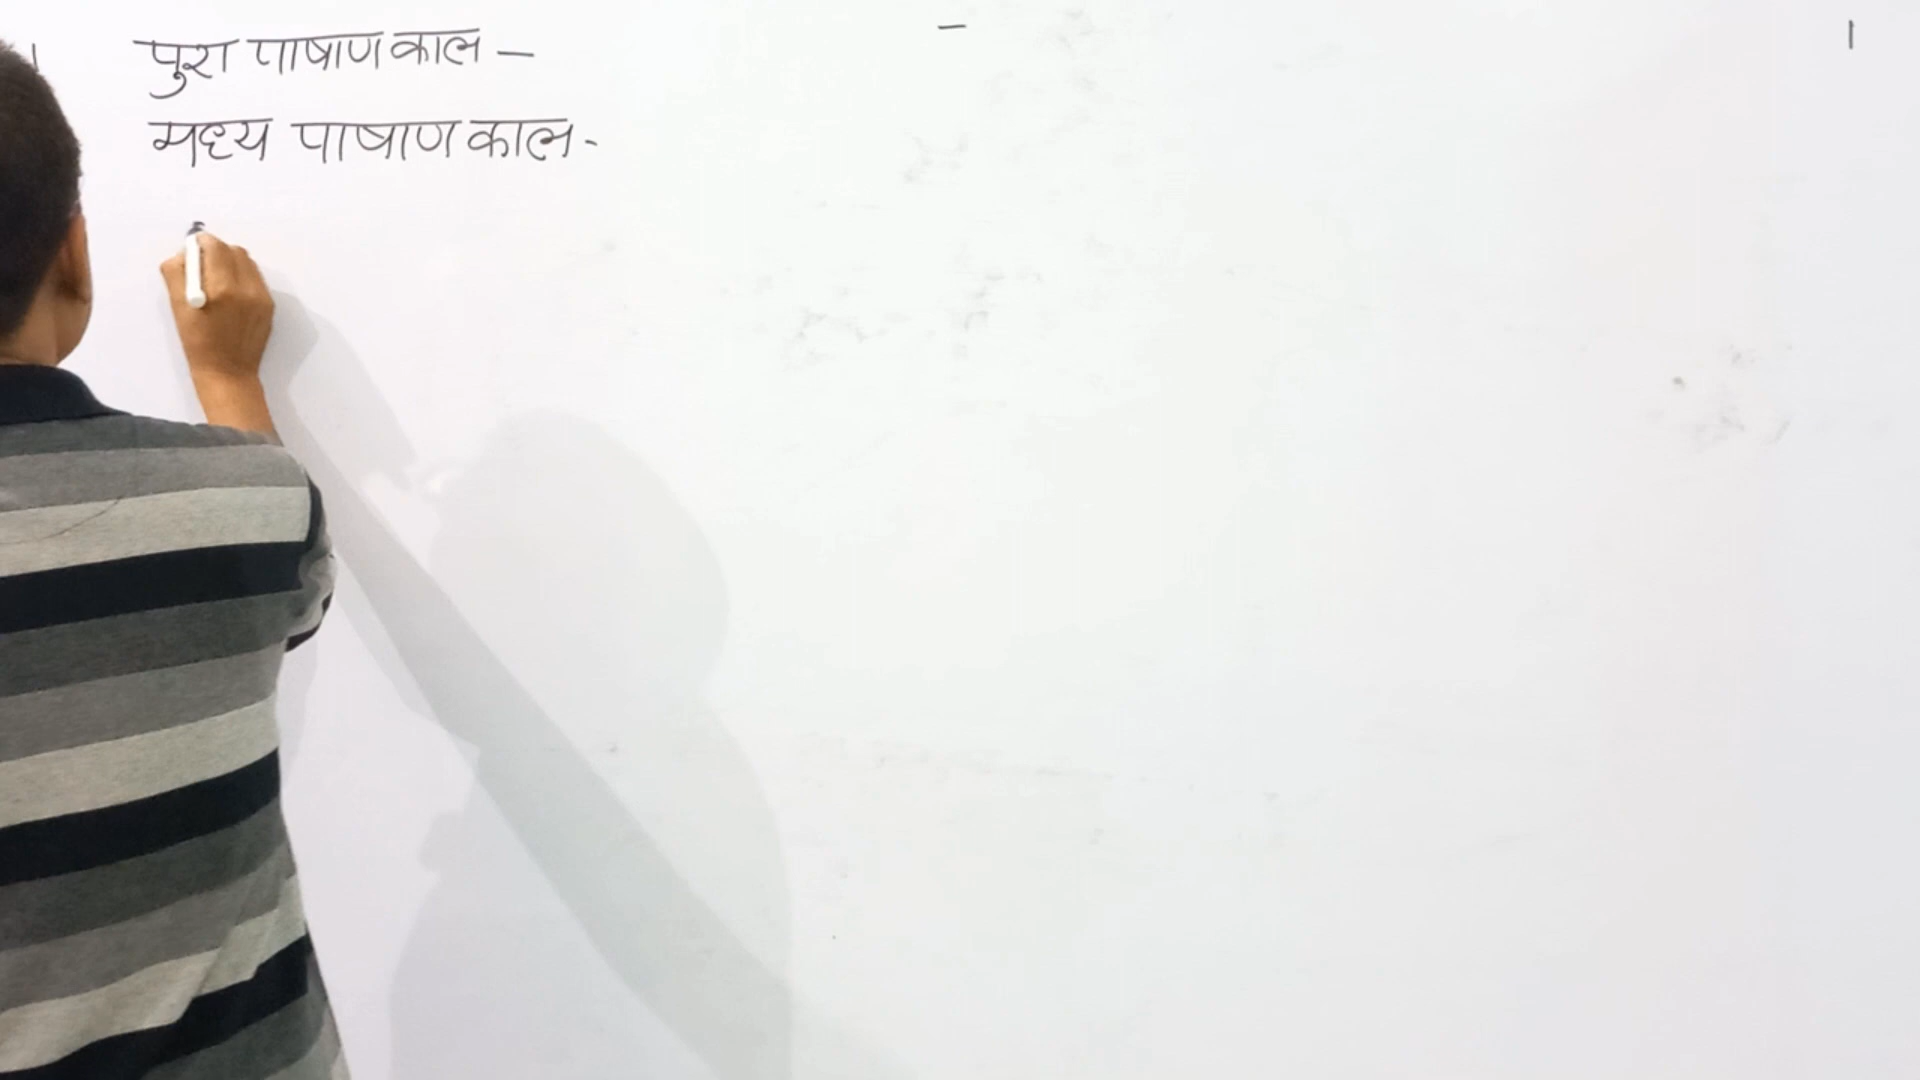 पुरा पाषाण काल —
मध्य पाषाण काल -